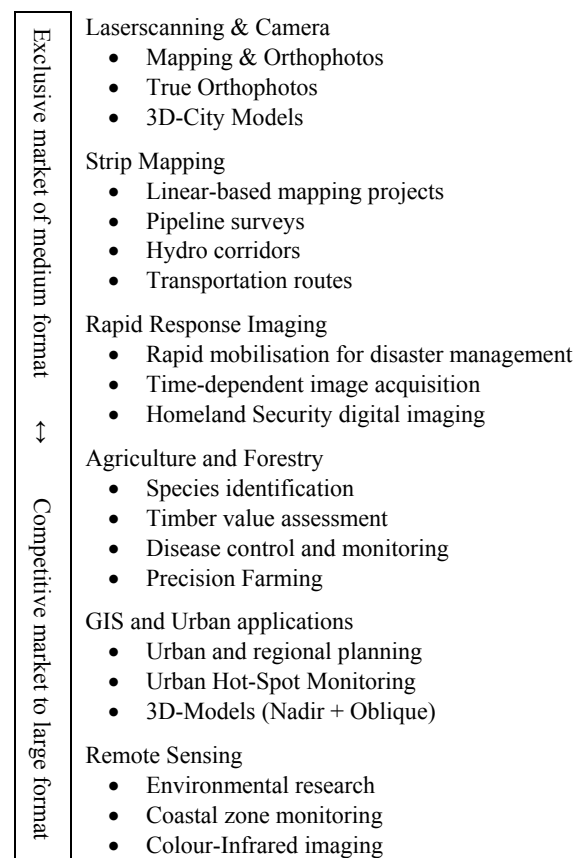 Exclusive market of medium format ↔ Competitive market to large format
Laserscanning & Camera
• Mapping & Orthophotos
• True Orthophotos
• 3D-City Models
Strip Mapping
• Linear-based mapping projects
• Pipeline surveys
• Hydro corridors
• Transportation routes
Rapid Response Imaging
• Rapid mobilisation for disaster management
• Time-dependent image acquisition
• Homeland Security digital imaging
Agriculture and Forestry
• Species identification
• Timber value assessment
• Disease control and monitoring
• Precision Farming
GIS and Urban applications
• Urban and regional planning
• Urban Hot-Spot Monitoring
• 3D-Models (Nadir + Oblique)
Remote Sensing
• Environmental research
• Coastal zone monitoring
• Colour-Infrared imaging